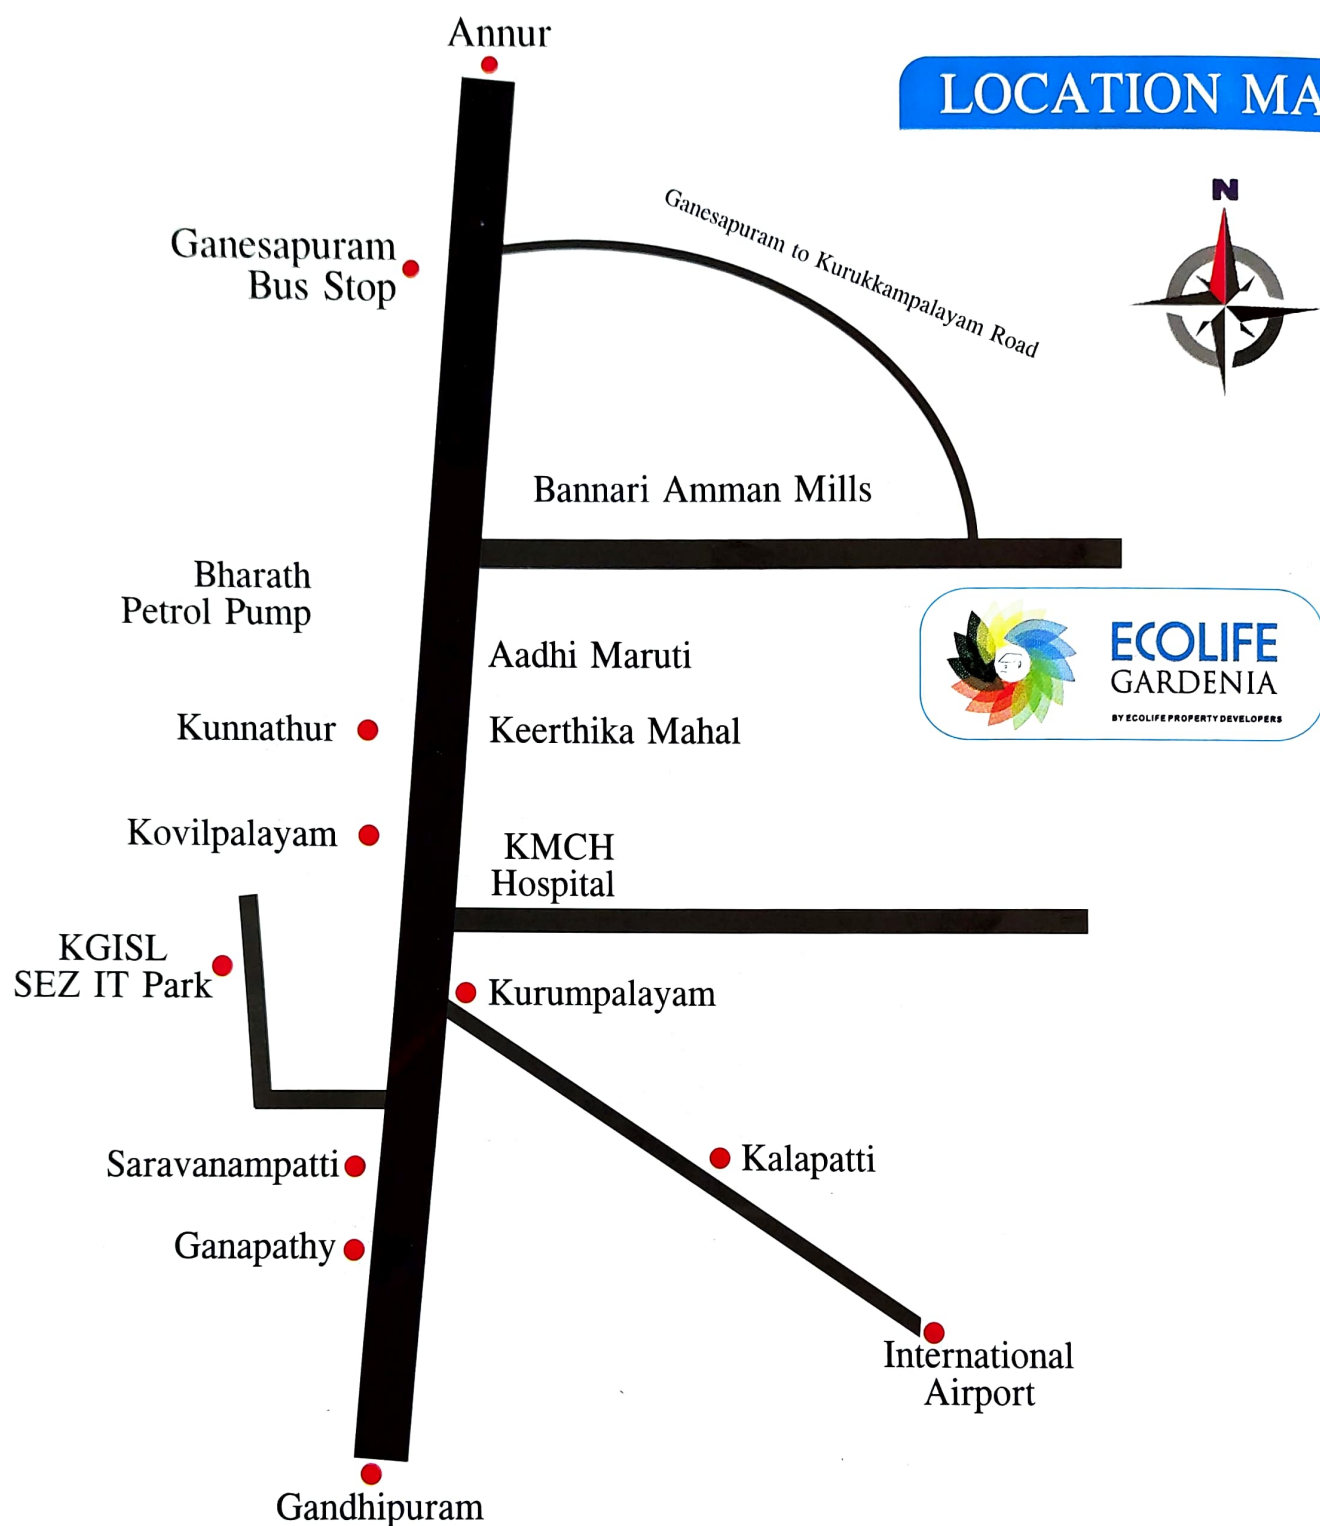 Annur
LOCATION MA
N
Ganesapuram to Kurukkampalayam Road
Ganesapuram
Bus Stop
Bannari Amman Mills
Bharath
Petrol Pump
Aadhi Maruti
ECOLIFE
GARDENIA
BY ECOLIFE PROPERTY DEVELOPERS
Kunnathur
Keerthika Mahal
Kovilpalayam
KMCH
Hospital
KGISL
SEZ IT Park
Kurumpalayam
Saravanampatti
Kalapatti
Ganapathy
International
Airport
Gandhipuram